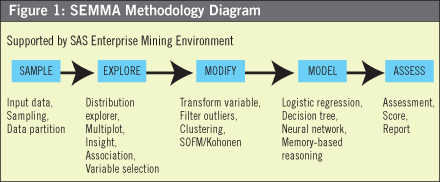 Figure 1: SEMMA Methodology Diagram
Supported by SAS Enterprise Mining Environment
SAMPLE
EXPLORE
MODIFY
MODEL
ASSESS
Input data,
Sampling,
Data partition
Distribution
explorer,
Multiplot,
Insight,
Association,
Variable selection
Transform variable,
Filter outliers,
Clustering,
SOFM/Kohonen
Logistic regression,
Decision tree,
Neural network,
Memory-based
reasoning
Assessment,
Score,
Report